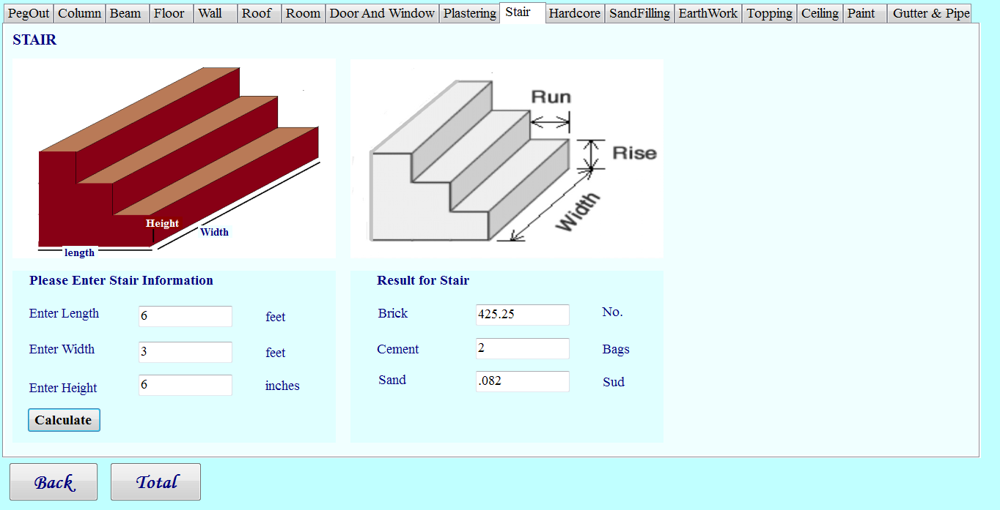 PegOut Column Beam Floor Wall Roof Room Door And Window Plastering Stair Hardcore SandFilling EarthWork Topping Ceiling Paint Gutter & Pipe
STAIR
Height
Width
length
Run
Rise
Width
Please Enter Stair Information
Enter Length 6 feet
Enter Width 3 feet
Enter Height 6 inches
Calculate
Result for Stair
Brick 425.25 No.
Cement 2 Bags
Sand .082 Sud
Back Total